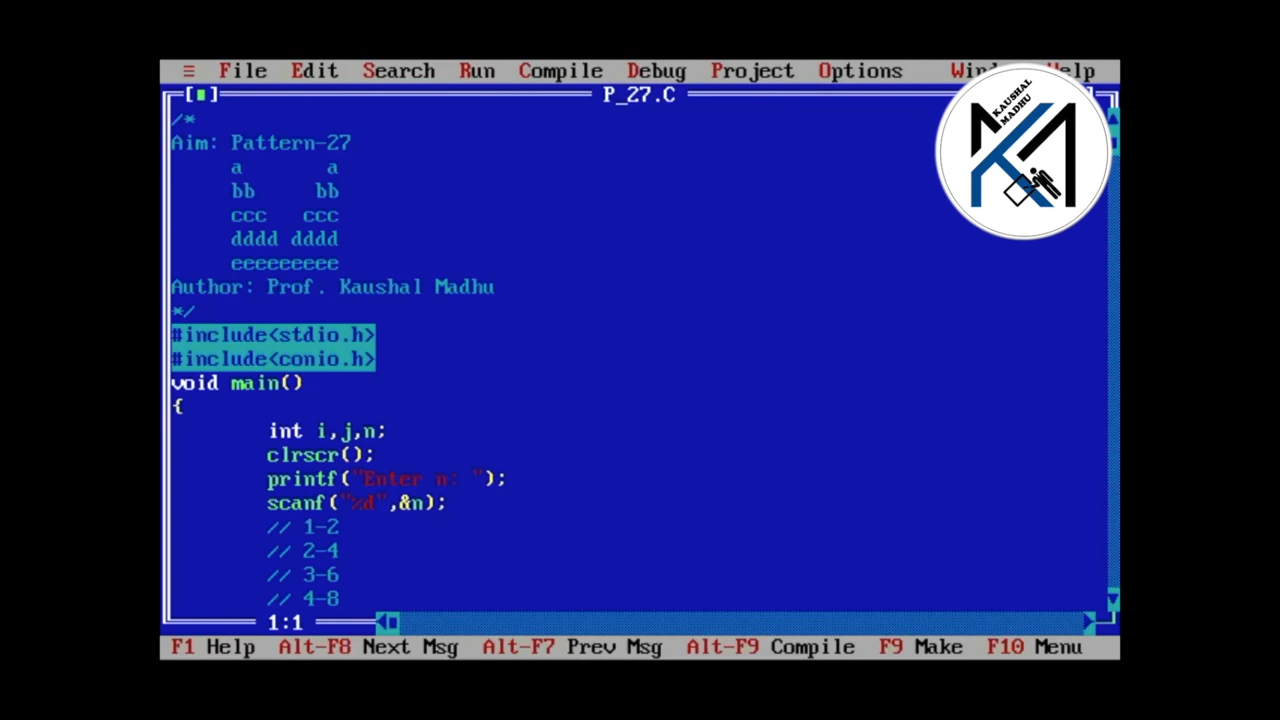 ≡ File Edit Search Run Compile Debug Project Options
P_27.C
/*
Aim: Pattern-27
     a       a
     bb     bb
     ccc   ccc
     dddd dddd
     eeeeeeeee
Author: Prof. Kaushal Madhu
*/
#include<stdio.h>
#include<conio.h>
void main()
{
        int i,j,n;
        clrscr();
        printf("Enter n: ");
        scanf("%d",&n);
        // 1-2
        // 2-4
        // 3-6
        // 4-8
1:1
F1 Help Alt-F8 Next Msg Alt-F7 Prev Msg Alt-F9 Compile F9 Make F10 Menu
KAUSHAL
MADHU